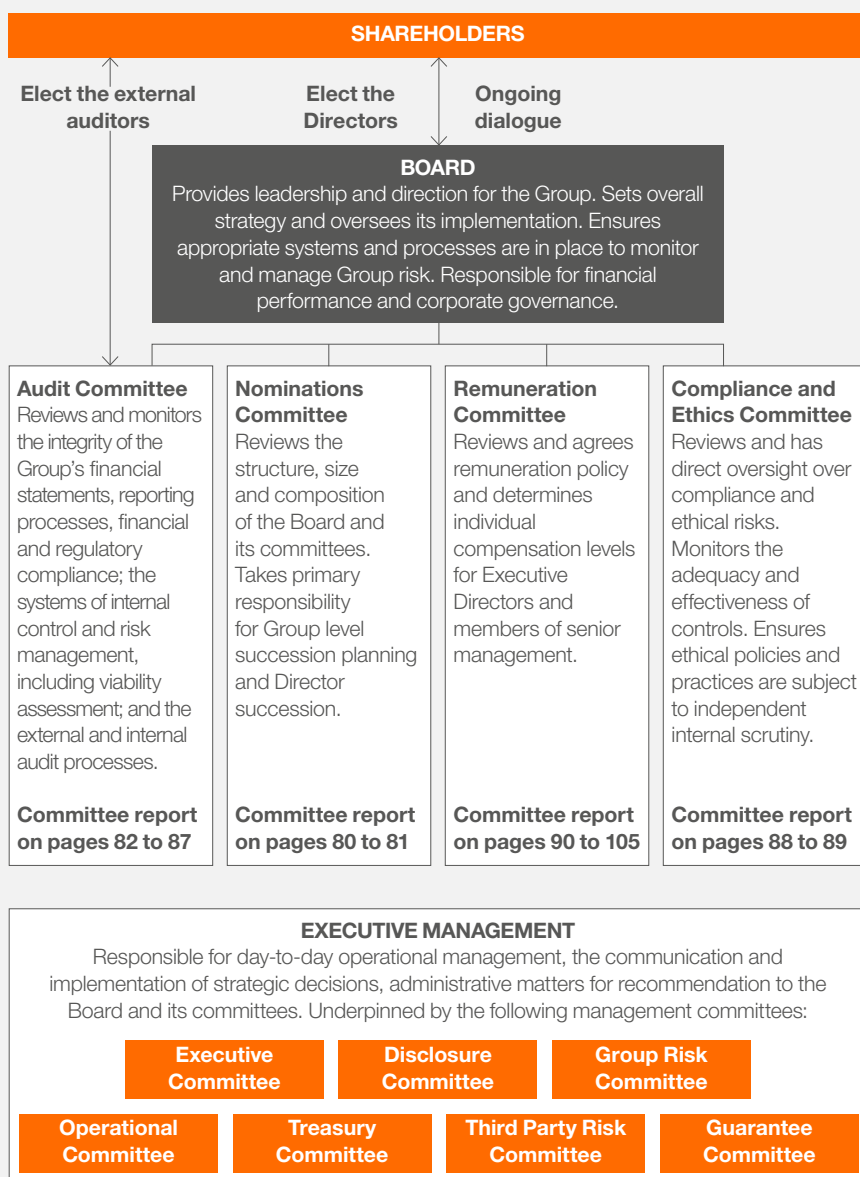 SHAREHOLDERS
Elect the external
auditors
Elect the
Directors
Ongoing
dialogue
BOARD
Provides leadership and direction for the Group. Sets overall
strategy and oversees its implementation. Ensures
appropriate systems and processes are in place to monitor
and manage Group risk. Responsible for financial
performance and corporate governance.
Audit Committee
Reviews and monitors
the integrity of the
Group's financial
statements, reporting
processes, financial
and regulatory
compliance; the
systems of internal
control and risk
management,
including viability
assessment; and the
external and internal
audit processes.
Committee report
on pages 82 to 87
Nominations
Committee
Reviews the
structure, size
and composition
of the Board and
its committees.
Takes primary
responsibility
for Group level
succession planning
and Director
succession.
Committee report
on pages 80 to 81
Remuneration
Committee
Reviews and agrees
remuneration policy
and determines
individual
compensation levels
for Executive
Directors and
members of senior
management.
Committee report
on pages 90 to 105
Compliance and
Ethics Committee
Reviews and has
direct oversight over
compliance and
ethical risks.
Monitors the
adequacy and
effectiveness of
controls. Ensures
ethical policies and
practices are subject
to independent
internal scrutiny.
Committee report
on pages 88 to 89
EXECUTIVE MANAGEMENT
Responsible for day-to-day operational management, the communication and
implementation of strategic decisions, administrative matters for recommendation to the
Board and its committees. Underpinned by the following management committees:
Executive
Committee
Disclosure
Committee
Group Risk
Committee
Operational
Committee
Treasury
Committee
Third Party Risk
Committee
Guarantee
Committee